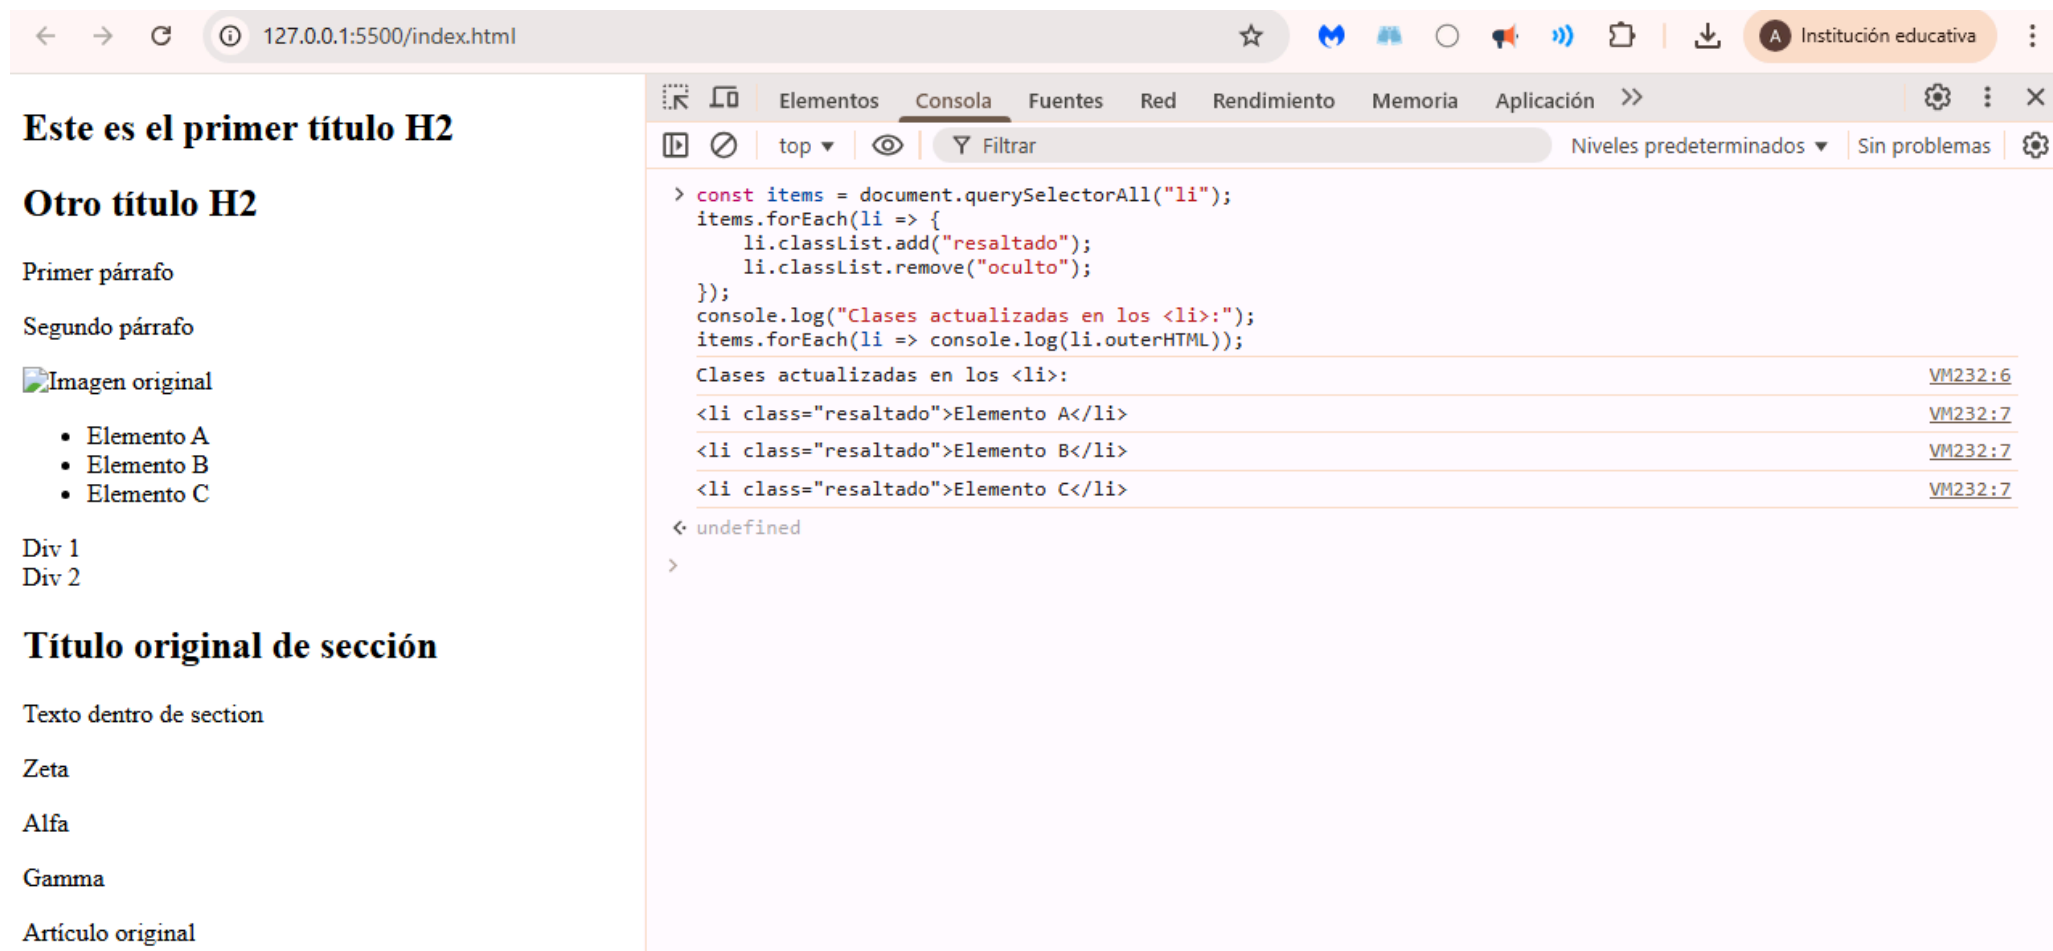 127.0.0.1:5500/index.html
A Institución educativa
Este es el primer título H2
Otro título H2
Primer párrafo
Segundo párrafo
Imagen original
• Elemento A
• Elemento B
• Elemento C
Div 1
Div 2
Título original de sección
Texto dentro de section
Zeta
Alfa
Gamma
Artículo original
Elementos Consola Fuentes Red Rendimiento Memoria Aplicación
top Filtrar Niveles predeterminados Sin problemas
const items = document.querySelectorAll("li");
items.forEach(li => {
    li.classList.add("resaltado");
    li.classList.remove("oculto");
});
console.log("Clases actualizadas en los <li>:");
items.forEach(li => console.log(li.outerHTML));
Clases actualizadas en los <li>: VM232:6
<li class="resaltado">Elemento A</li> VM232:7
<li class="resaltado">Elemento B</li> VM232:7
<li class="resaltado">Elemento C</li> VM232:7
undefined